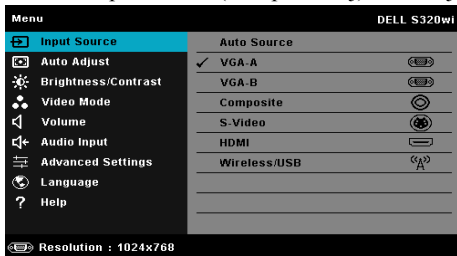 Menu DELL S320wi
Input Source Auto Source
Auto Adjust VGA-A
Brightness/Contrast VGA-B
Video Mode Composite
Volume S-Video
Audio Input HDMI
Advanced Settings Wireless/USB
Language
Help
Resolution : 1024x768